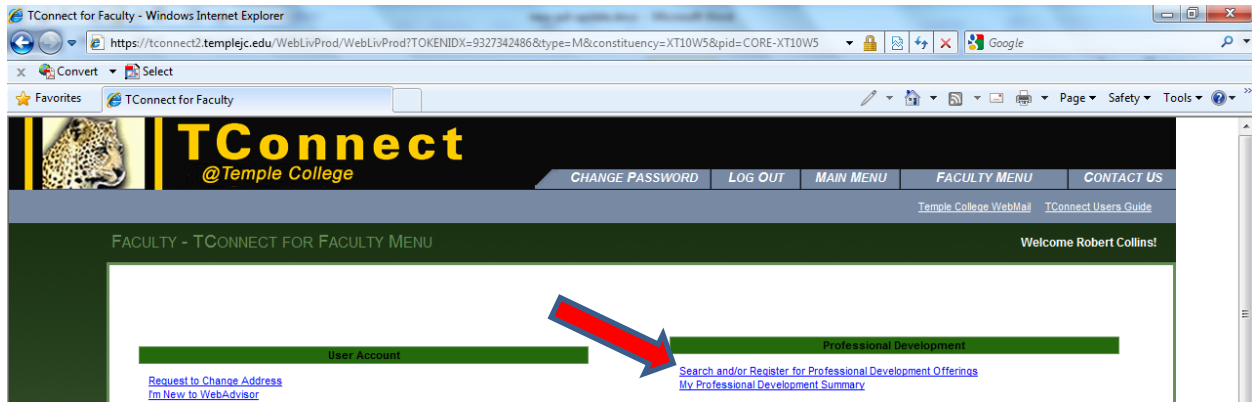 TConnect for Faculty - Windows Internet Explorer
https://tconnect2.templejc.edu/WebLivProd/WebLivProd?TOKENIDX=9327342486&type=M&constituency=XT10W5&pid=CORE-XT10W5
Google
x Convert Select
Favorites TConnect for Faculty Page Safety Tools
TConnect
@Temple College
CHANGE PASSWORD LOG OUT MAIN MENU FACULTY MENU CONTACT US
Temple College WebMail TConnect Users Guide
FACULTY - TCONNECT FOR FACULTY MENU Welcome Robert Collins!
User Account
Request to Change Address
I'm New to WebAdvisor
Professional Development
Search and/or Register for Professional Development Offerings
My Professional Development Summary